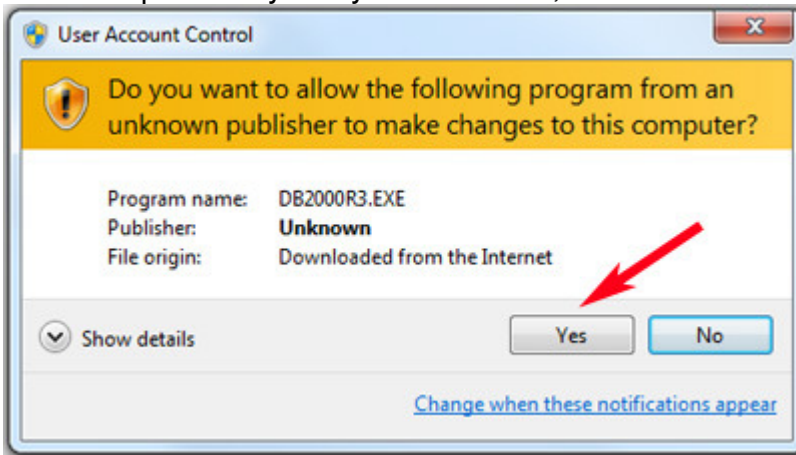 User Account Control
Do you want to allow the following program from an
unknown publisher to make changes to this computer?
Program name: DB2000R3.EXE
Publisher: Unknown
File origin: Downloaded from the Internet
Show details
Yes No
Change when these notifications appear